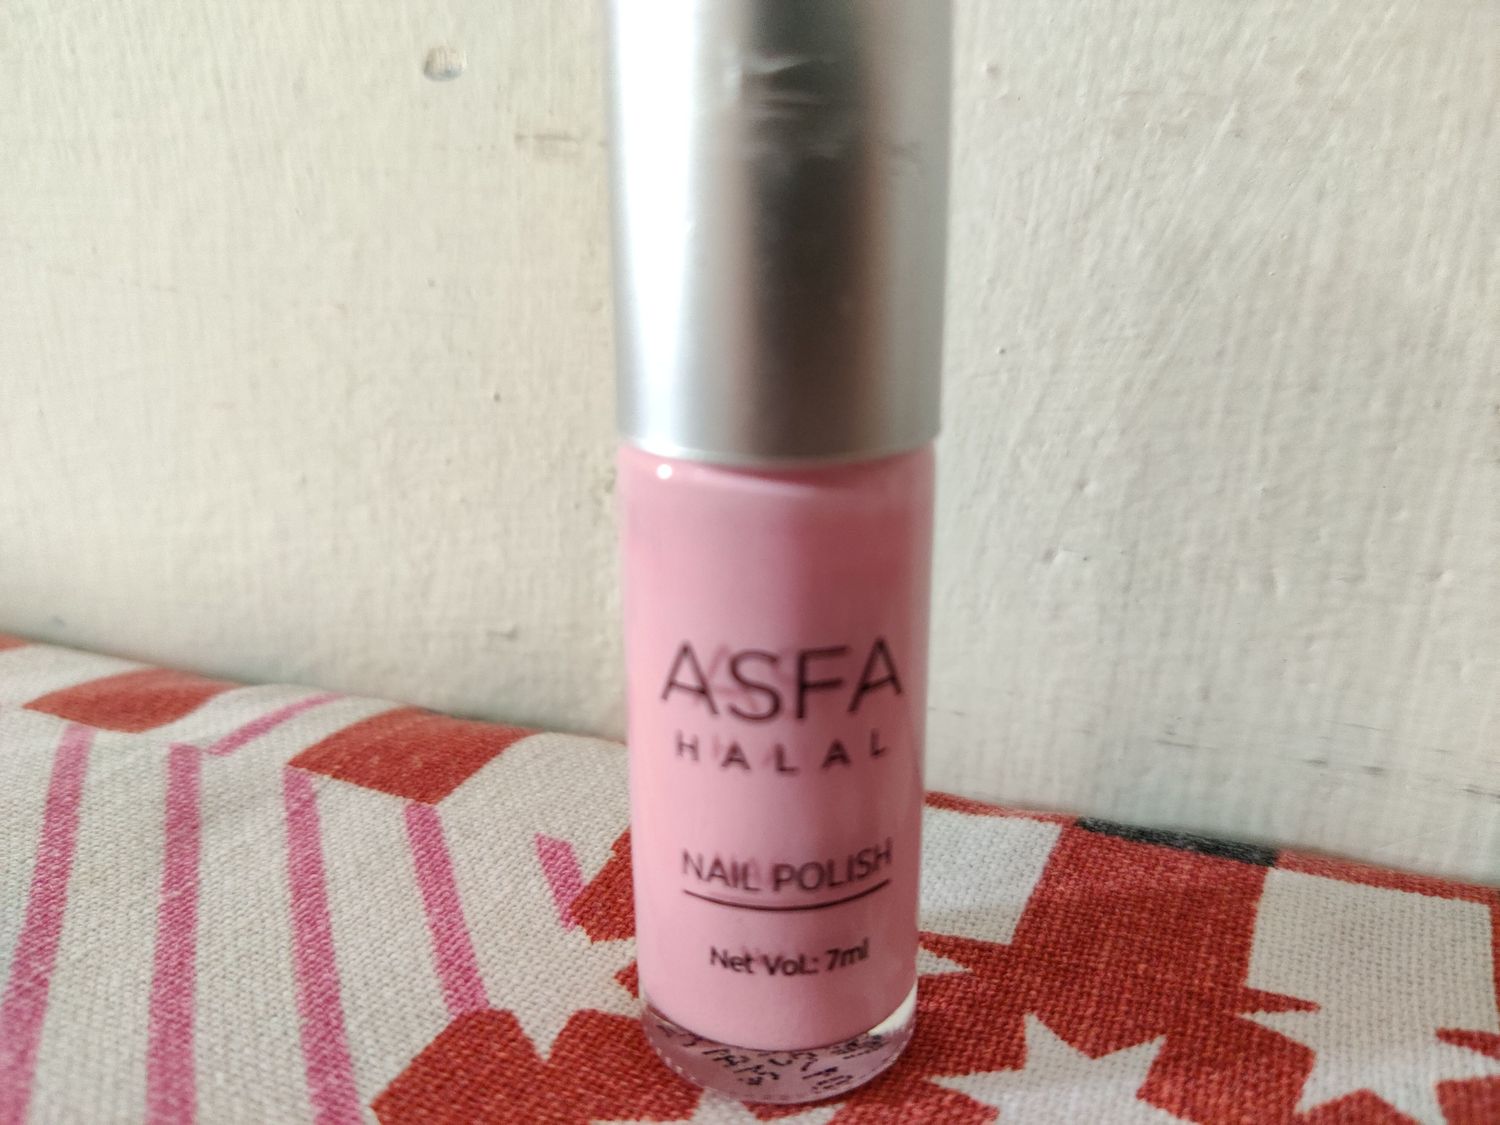 ASFA
HALAL
NAIL POLISH
Net Vol.: 7ml